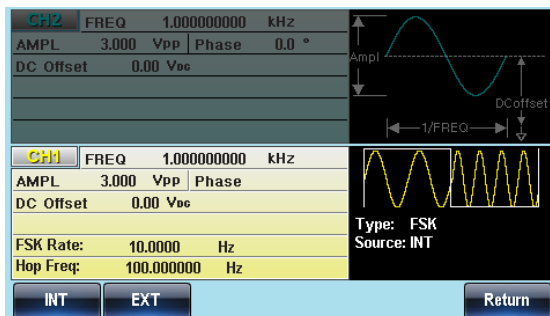 CH2 FREQ 1.000000000 kHz
AMPL 3.000 VPP Phase 0.0 °
DC Offset 0.00 VDC
Ampl
DCoffset
1/FREQ
CH1 FREQ 1.000000000 kHz
AMPL 3.000 VPP Phase
DC Offset 0.00 VDC
FSK Rate: 10.0000 Hz
Hop Freq: 100.000000 Hz
Type: FSK
Source: INT
INT EXT Return